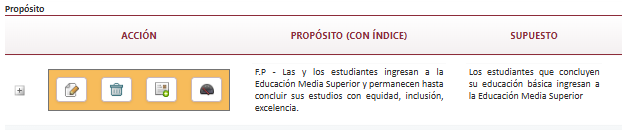 Propósito
ACCIÓN PROPÓSITO (CON ÍNDICE) SUPUESTO
F.P - Las y los estudiantes ingresan a la
Educación Media Superior y permanecen hasta
concluir sus estudios con equidad, inclusión,
excelencia.
Los estudiantes que concluyen
su educación básica ingresan a
la Educación Media Superior